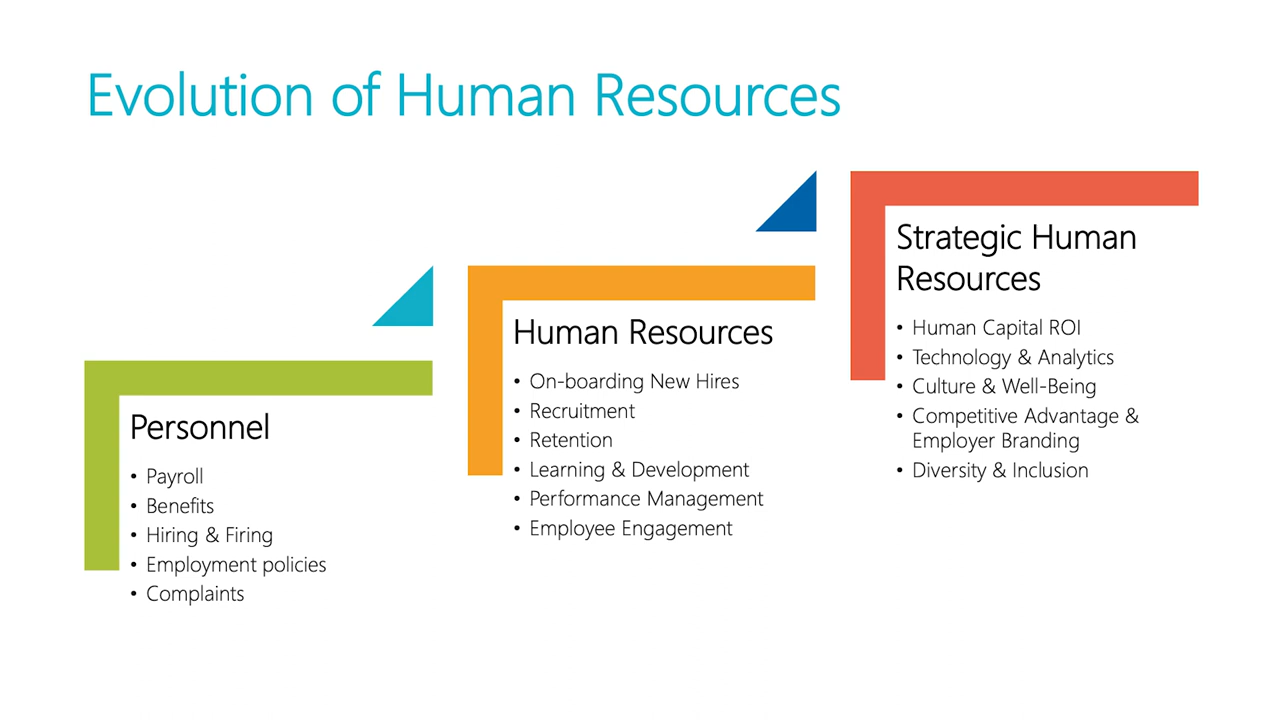 Evolution of Human Resources
Personnel
• Payroll
• Benefits
• Hiring & Firing
• Employment policies
• Complaints
Human Resources
• On-boarding New Hires
• Recruitment
• Retention
• Learning & Development
• Performance Management
• Employee Engagement
Strategic Human
Resources
• Human Capital ROI
• Technology & Analytics
• Culture & Well-Being
• Competitive Advantage &
Employer Branding
• Diversity & Inclusion